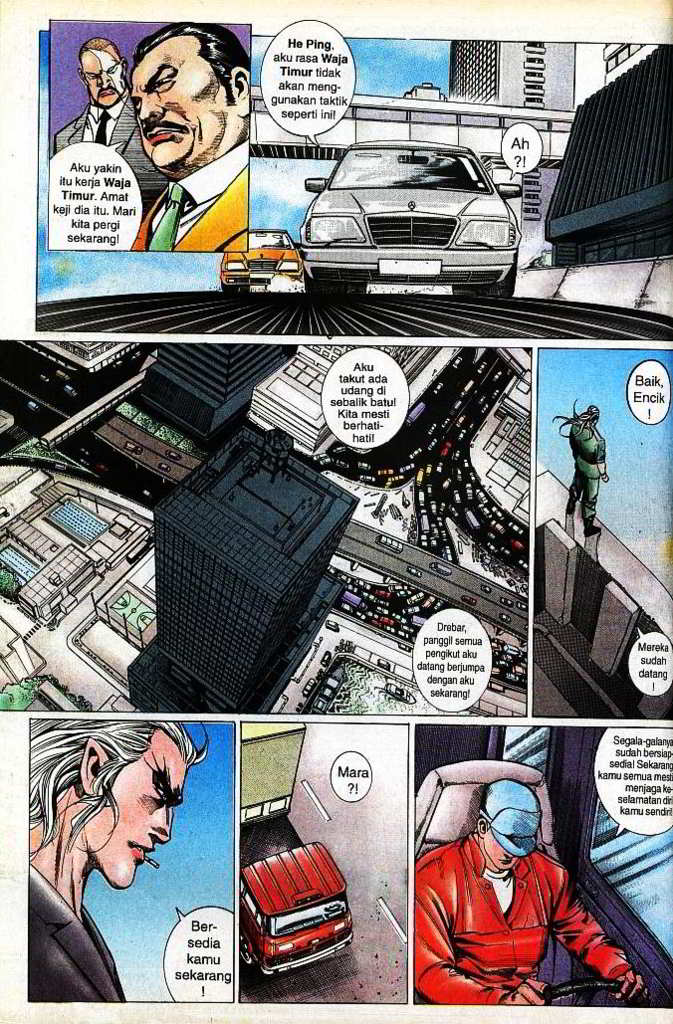 Aku yakin
itu kerja Waja
Timur. Amat
keji dia itu. Mari
kita pergi
sekarang!
He Ping,
aku rasa Waja
Timur tidak
akan meng-
gunakan taktik
seperti ini!
Ah
?!
Aku
takut ada
udang di
sebalik batu!
Kita mesti
berhati-
hati!
Drebar,
panggil semua
pengikut aku
datang berjumpa
dengan aku
sekarang!
Baik,
Encik
!
Mereka
sudah
datang
!
Ber-
sedia
kamu
sekarang
!
Mara
?!
Segala-galanya
sudah bersiap-
sedia! Sekarang
kamu semua mesti
menjaga ke-
selamatan diri
kamu sendiri!